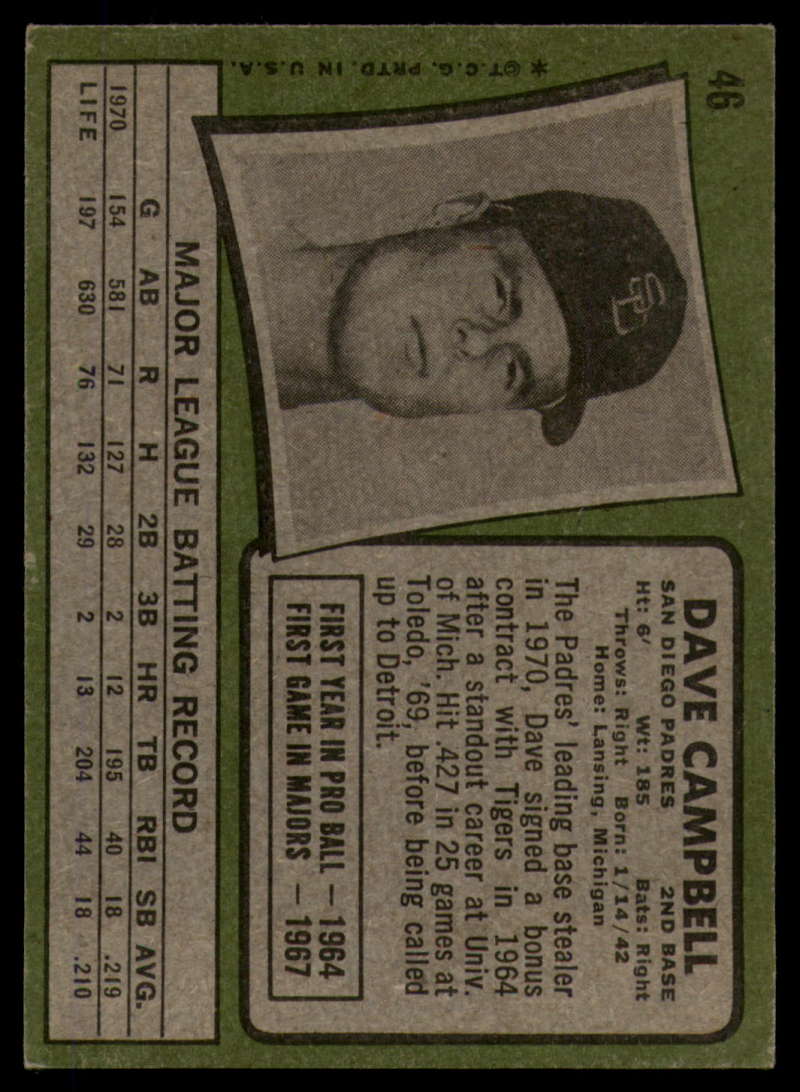 46
* ©T.C.G. PRTD. IN U.S.A.
SD
DAVE CAMPBELL
SAN DIEGO PADRES 2ND BASE
Ht: 6' Wt: 185 Bats: Right
Throws: Right Born: 1/14/42
Home: Lansing, Michigan
The Padres' leading base stealer
in 1970, Dave signed a bonus
contract with Tigers in 1964
after a standout career at Univ.
of Mich. Hit .427 in 25 games at
Toledo, '69, before being called
up to Detroit.
FIRST YEAR IN PRO BALL — 1964
FIRST GAME IN MAJORS — 1967
MAJOR LEAGUE BATTING RECORD
G AB R H 2B 3B HR TB RBI SB AVG.
1970 154 581 71 127 28 2 12 195 40 18 .219
LIFE 197 630 76 132 29 2 13 204 44 18 .210